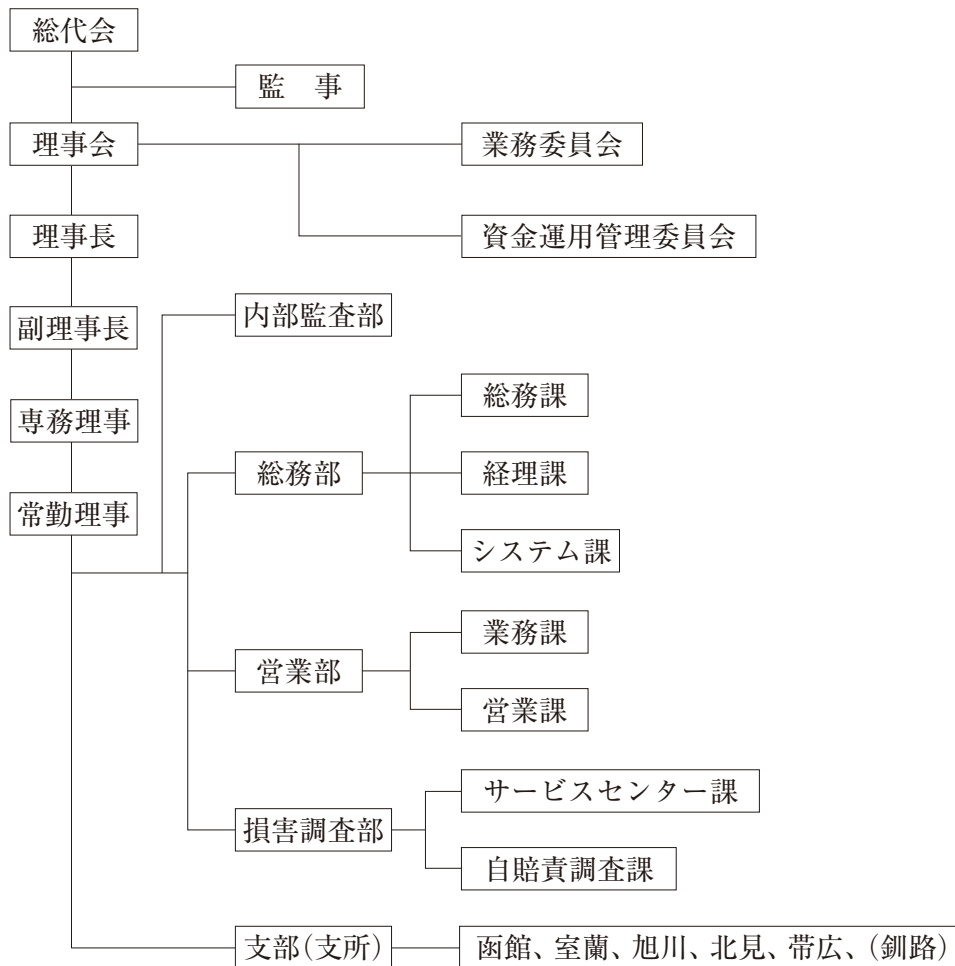 総代会
監　事
理事会
業務委員会
理事長
資金運用管理委員会
副理事長
内部監査部
専務理事
総務課
総務部
経理課
常勤理事
システム課
業務課
営業部
営業課
サービスセンター課
損害調査部
自賠責調査課
支部(支所)
函館、室蘭、旭川、北見、帯広、(釧路)